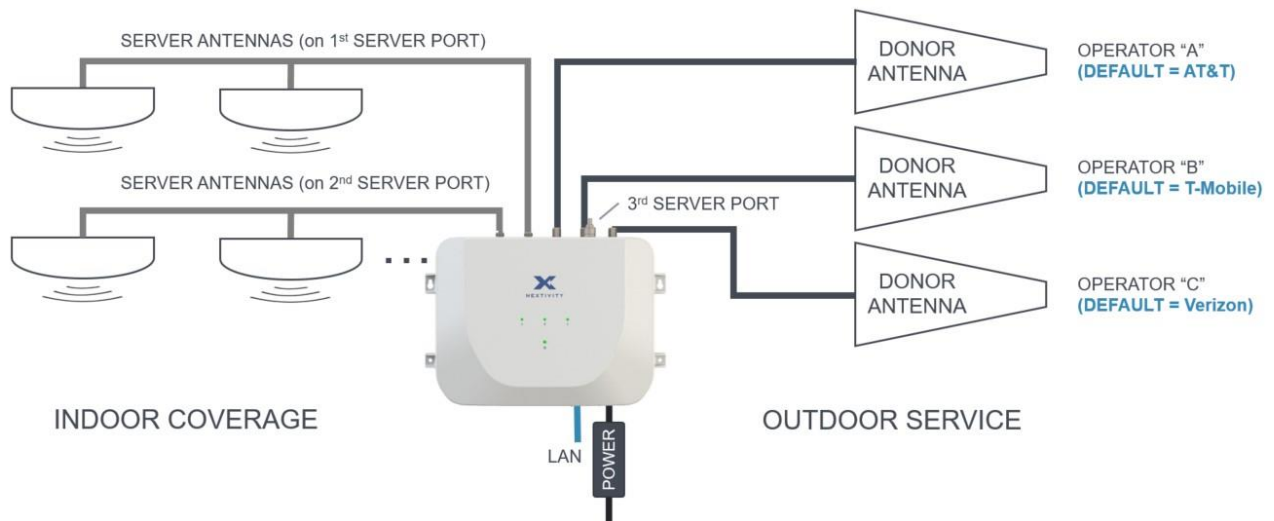 SERVER ANTENNAS (on 1st SERVER PORT)
SERVER ANTENNAS (on 2nd SERVER PORT)
3rd SERVER PORT
DONOR
ANTENNA
OPERATOR “A”
(DEFAULT = AT&T)
DONOR
ANTENNA
OPERATOR “B”
(DEFAULT = T-Mobile)
DONOR
ANTENNA
OPERATOR “C”
(DEFAULT = Verizon)
NEXTIVITY
INDOOR COVERAGE
OUTDOOR SERVICE
LAN
POWER